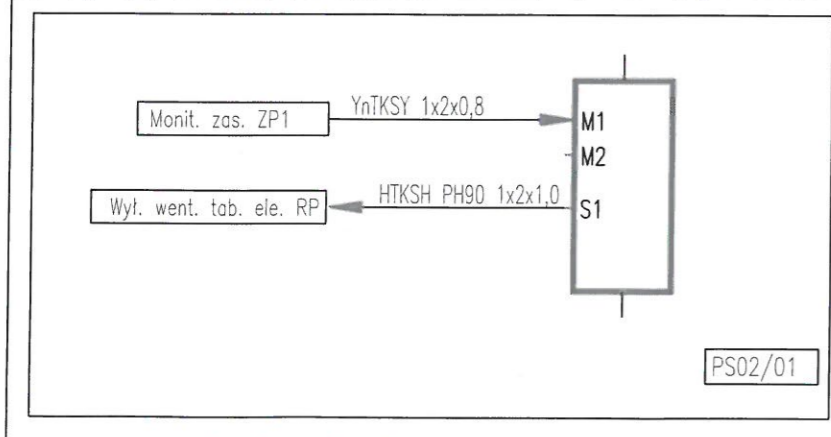 YnTKSY 1x2x0,8
Monit. zas. ZP1
M1
M2
HTKSH PH90 1x2x1,0
Wył. went. tab. ele. RP
S1
PS02/01